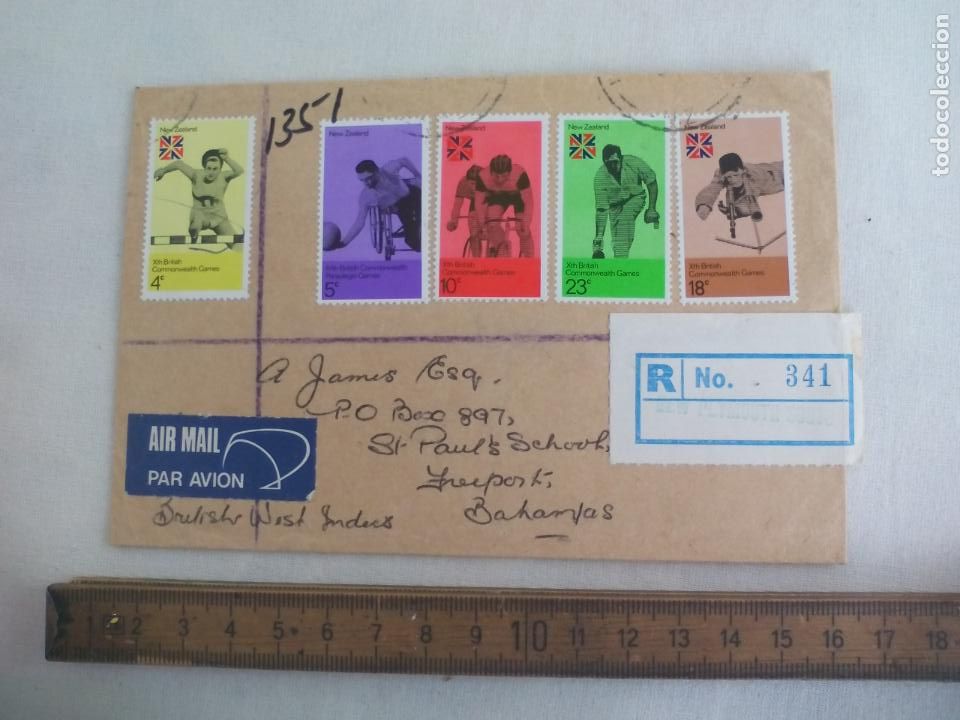 1351
New Zealand
Xth British
Commonwealth Games
4c
New Zealand
Xth British Commonwealth
Paraplegic Games
5c
New Zealand
Xth British
Commonwealth Games
10c
New Zealand
Xth British
Commonwealth Games
23c
New Zealand
Xth British
Commonwealth Games
18c
R No. 341
A James Esq.
P.O Box 897,
St Paul's School,
Freeport,
Bahamas
British West Indies
AIR MAIL
PAR AVION
1 2 3 4 5 6 7 8 9 10 11 12 13 14 15 16 17 18
todocoleccion